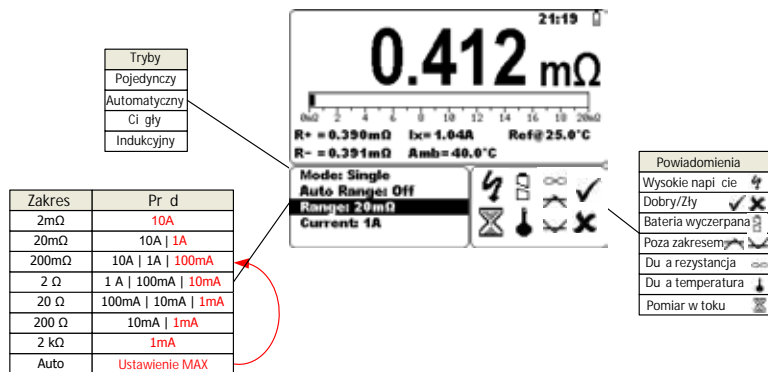 21:19
0.412 mΩ
0mΩ 2 4 6 8 10 12 14 16 18 20mΩ
R+ =0.390mΩ Ix=1.04A Ref@25.0°C
R- =0.391mΩ Amb=40.0°C
Mode: Single
Auto Range: Off
Range: 20mΩ
Current: 1A
Tryby
Pojedynczy
Automatyczny
Ci gły
Indukcyjny
Zakres Pr d
2mΩ 10A
20mΩ 10A | 1A
200mΩ 10A | 1A | 100mA
2 Ω 1 A | 100mA | 10mA
20 Ω 100mA | 10mA | 1mA
200 Ω 10mA | 1mA
2 kΩ 1mA
Auto Ustawienie MAX
Powiadomienia
Wysokie napi cie
Dobry/Zły
Bateria wyczerpana
Poza zakresem
Du a rezystancja
Du a temperatura
Pomiar w toku